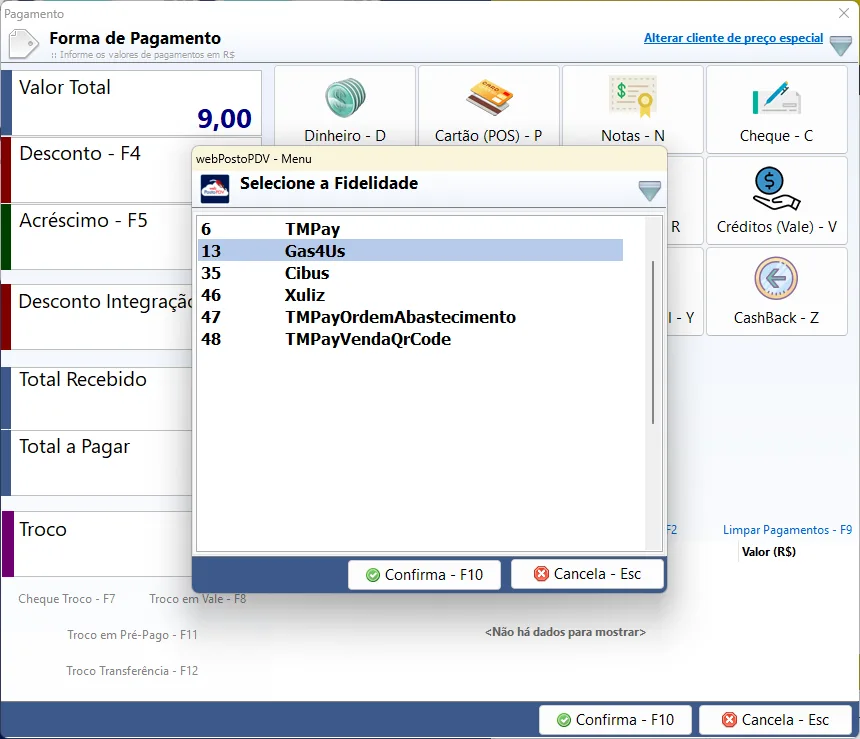 Pagamento
Forma de Pagamento
:: Informe os valores de pagamentos em R$
Alterar cliente de preço especial
Valor Total
9,00
Desconto - F4
Acréscimo - F5
Desconto Integração
Total Recebido
Total a Pagar
Troco
Cheque Troco - F7
Troco em Vale - F8
Troco em Pré-Pago - F11
Troco Transferência - F12
Dinheiro - D
Cartão (POS) - P
Notas - N
Cheque - C
R
Créditos (Vale) - V
l - Y
CashBack - Z
webPostoPDV - Menu
Selecione a Fidelidade
6 TMPay
13 Gas4Us
35 Cibus
46 Xuliz
47 TMPayOrdemAbastecimento
48 TMPayVendaQrCode
Confirma - F10
Cancela - Esc
F2
Limpar Pagamentos - F9
Valor (R$)
<Não há dados para mostrar>
Confirma - F10
Cancela - Esc